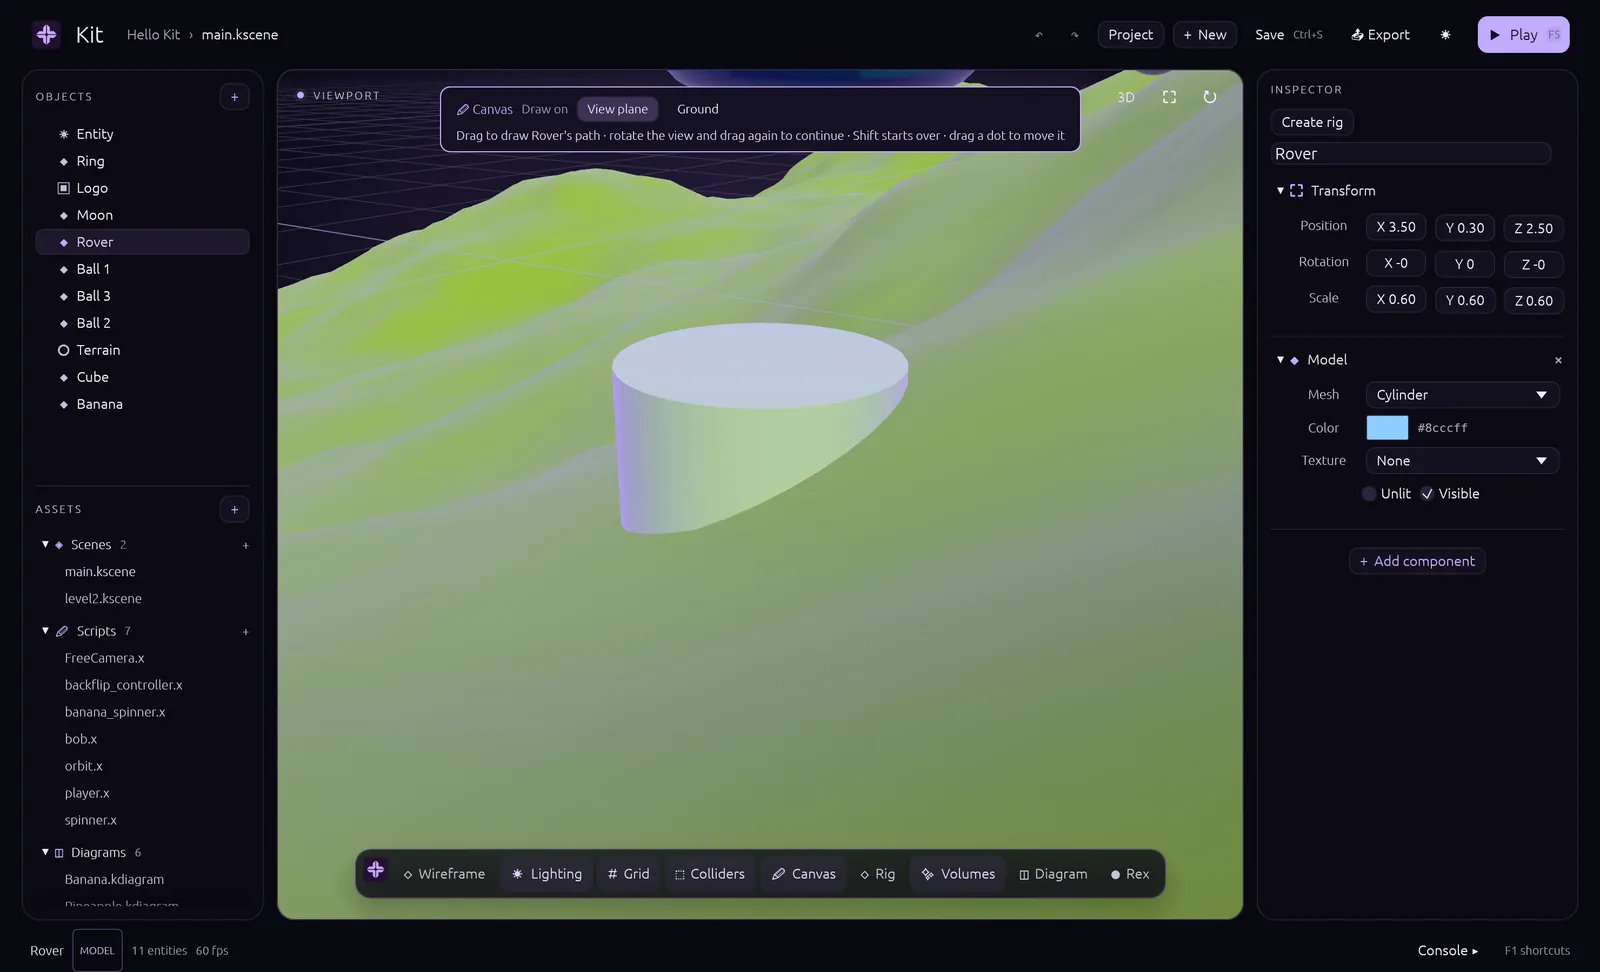 Kit
Hello Kit › main.kscene
Project
+ New
Save Ctrl+S
Export
Play F5
OBJECTS
+
Entity
Ring
Logo
Moon
Rover
Ball 1
Ball 3
Ball 2
Terrain
Cube
Banana
ASSETS
+
Scenes 2 +
main.kscene
level2.kscene
Scripts 7 +
FreeCamera.x
backflip_controller.x
banana_spinner.x
bob.x
orbit.x
player.x
spinner.x
Diagrams 6
Banana.kdiagram
Pineapple.kdiagram
VIEWPORT
Canvas Draw on View plane Ground
Drag to draw Rover's path · rotate the view and drag again to continue · Shift starts over · drag a dot to move it
3D
Wireframe
Lighting
# Grid
Colliders
Canvas
Rig
Volumes
Diagram
Rex
INSPECTOR
Create rig
Rover
Transform
Position X 3.50 Y 0.30 Z 2.50
Rotation X -0 Y 0 Z -0
Scale X 0.60 Y 0.60 Z 0.60
Model ×
Mesh Cylinder
Color #8cccff
Texture None
Unlit Visible
+ Add component
Rover MODEL 11 entities 60 fps
Console ▸ F1 shortcuts